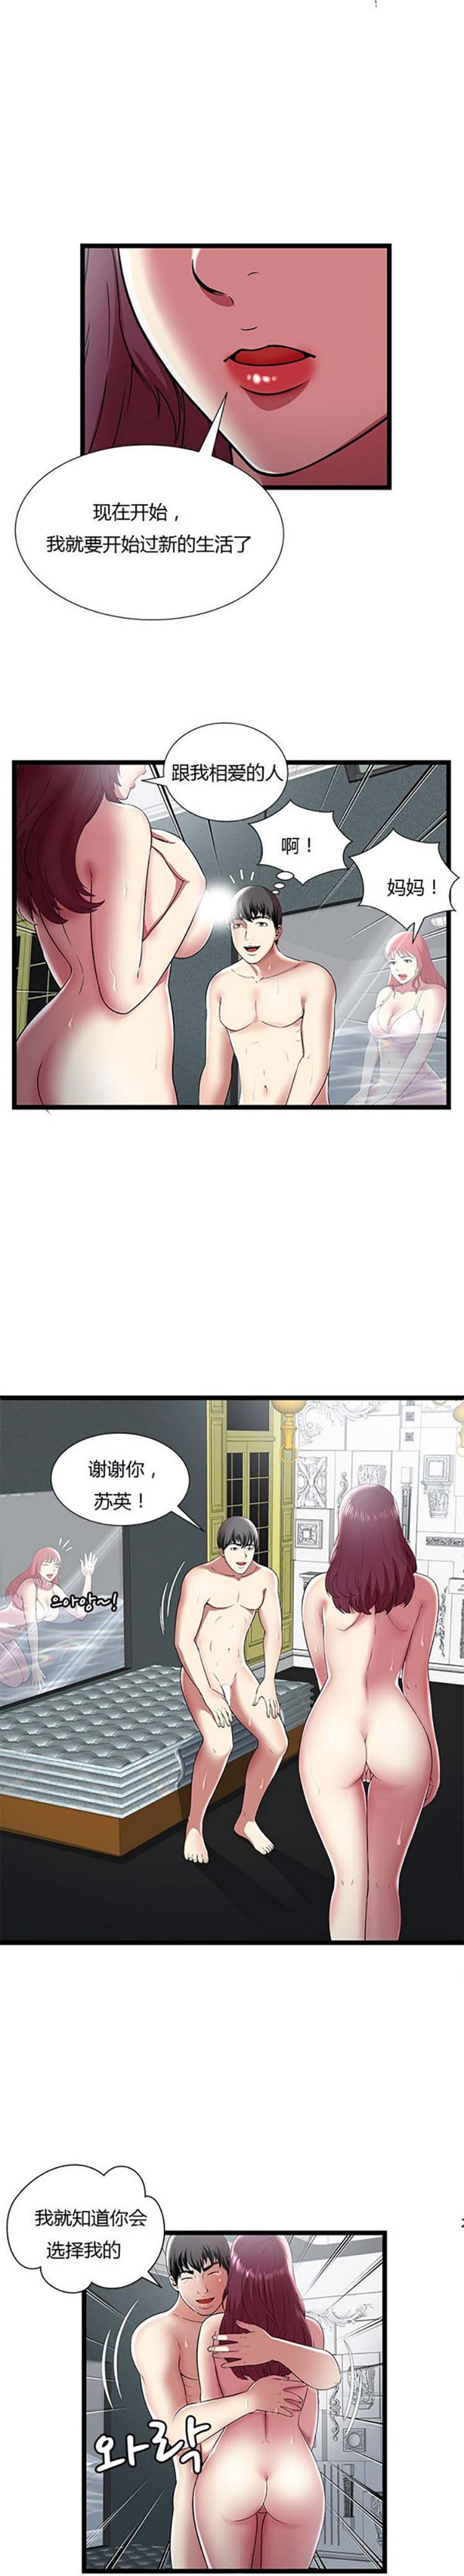 现在开始，
我就要开始过新的生活了
跟我相爱的人
啊！
妈妈！
谢谢你，
苏英！
으아앙~!
我就知道你会
选择我的
와락